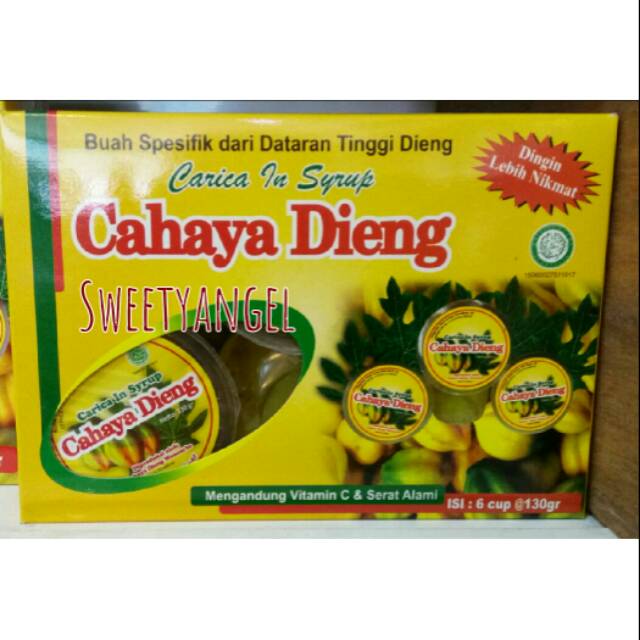 Buah Spesifik dari Dataran Tinggi Dieng
Dingin
Lebih Nikmat
Carica In Syrup
Cahaya Dieng
SWEETYANGEL
Carica In Syrup
Cahaya Dieng
Cahaya Dieng
Cahaya Dieng
Cahaya Dieng
Mengandung Vitamin C & Serat Alami
ISI : 6 cup @130gr